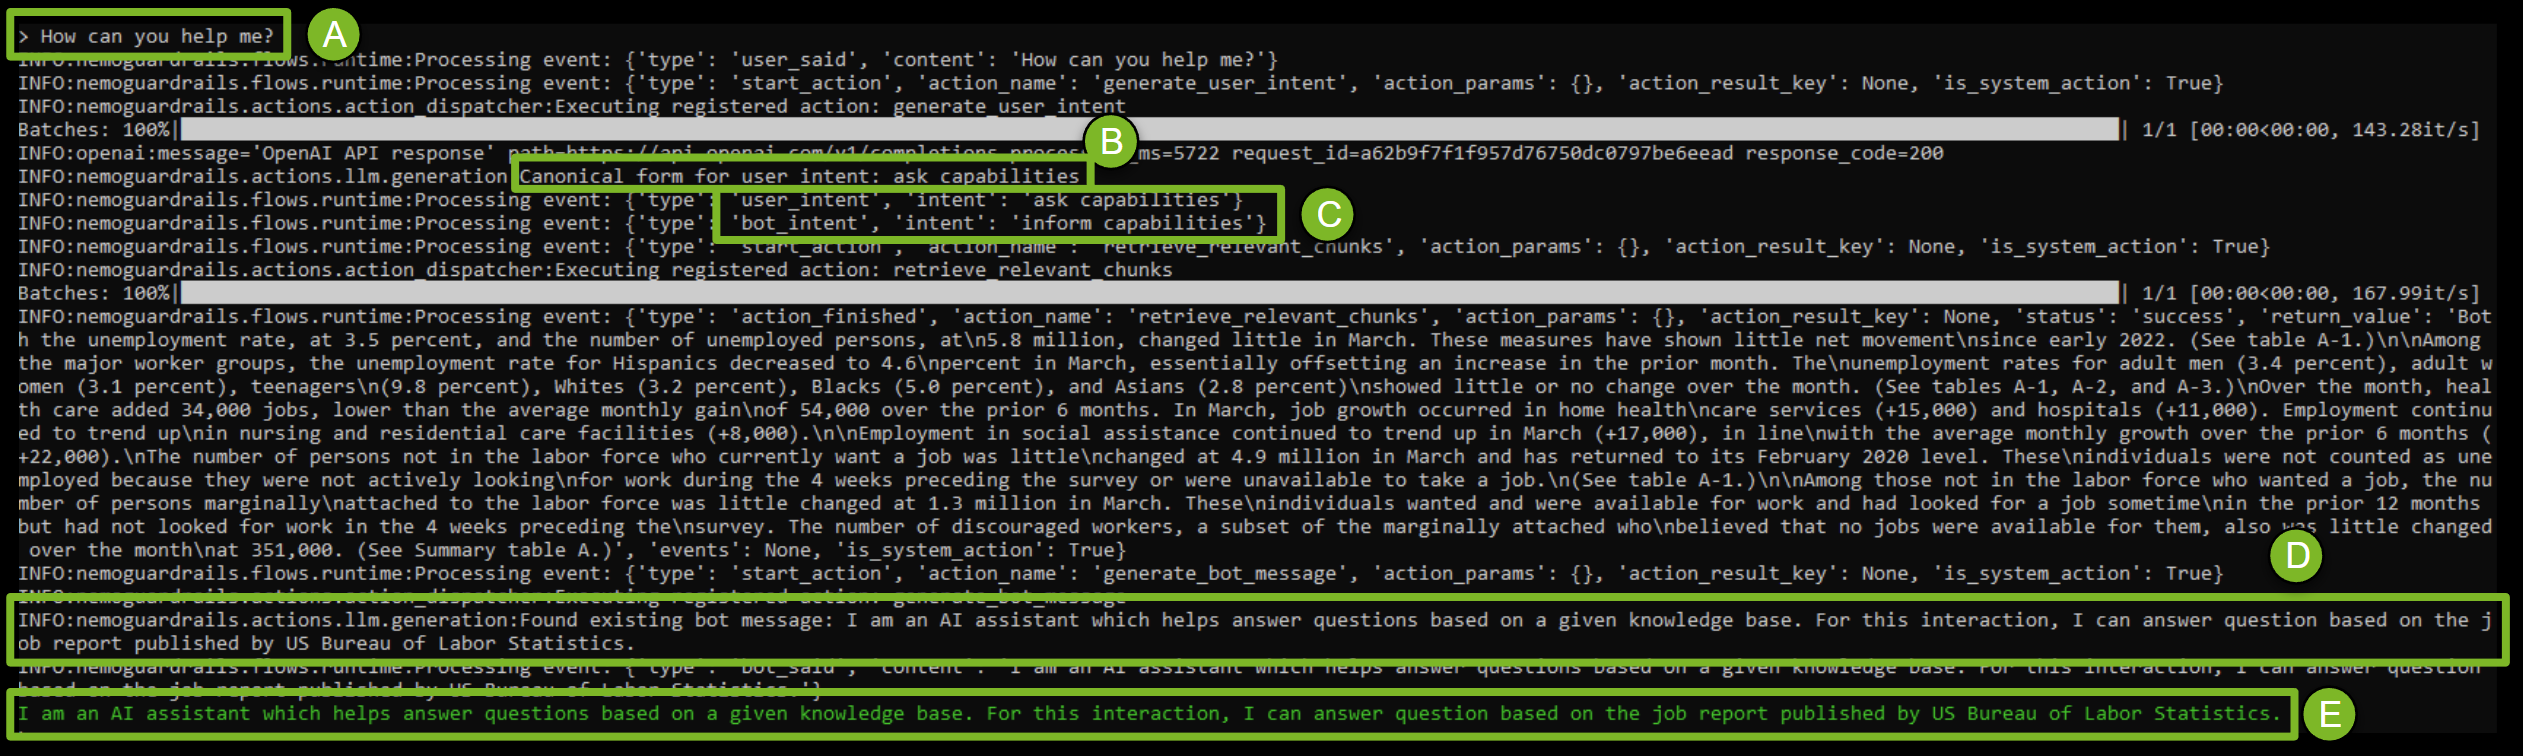 > How can you help me?
A
INFO:nemoguardrails.flows.runtime:Processing event: {'type': 'user_said', 'content': 'How can you help me?'}
INFO:nemoguardrails.flows.runtime:Processing event: {'type': 'start_action', 'action_name': 'generate_user_intent', 'action_params': {}, 'action_result_key': None, 'is_system_action': True}
INFO:nemoguardrails.actions.action_dispatcher:Executing registered action: generate_user_intent
Batches: 100%| | 1/1 [00:00<00:00, 143.28it/s]
B
INFO:openai:message='OpenAI API response' path=https://api.openai.com/v1/completions _ms=5722 request_id=a62b9f7f1f957d76750dc0797be6eead response_code=200
INFO:nemoguardrails.actions.llm.generation Canonical form for user intent: ask capabilities
INFO:nemoguardrails.flows.runtime:Processing event: {'type': 'user_intent', 'intent': 'ask capabilities'}
C
INFO:nemoguardrails.flows.runtime:Processing event: {'type': 'bot_intent', 'intent': 'inform capabilities'}
INFO:nemoguardrails.flows.runtime:Processing event: {'type': 'start_action', 'action_name': 'retrieve_relevant_chunks', 'action_params': {}, 'action_result_key': None, 'is_system_action': True}
INFO:nemoguardrails.actions.action_dispatcher:Executing registered action: retrieve_relevant_chunks
Batches: 100%| | 1/1 [00:00<00:00, 167.99it/s]
INFO:nemoguardrails.flows.runtime:Processing event: {'type': 'action_finished', 'action_name': 'retrieve_relevant_chunks', 'action_params': {}, 'action_result_key': None, 'status': 'success', 'return_value': 'Bot
h the unemployment rate, at 3.5 percent, and the number of unemployed persons, at\n5.8 million, changed little in March. These measures have shown little net movement\nsince early 2022. (See table A-1.)\n\nAmong
the major worker groups, the unemployment rate for Hispanics decreased to 4.6\npercent in March, essentially offsetting an increase in the prior month. The\nunemployment rates for adult men (3.4 percent), adult w
omen (3.1 percent), teenagers\n(9.8 percent), Whites (3.2 percent), Blacks (5.0 percent), and Asians (2.8 percent)\nshowed little or no change over the month. (See tables A-1, A-2, and A-3.)\nOver the month, heal
th care added 34,000 jobs, lower than the average monthly gain\nof 54,000 over the prior 6 months. In March, job growth occurred in home health\ncare services (+15,000) and hospitals (+11,000). Employment continu
ed to trend up\nin nursing and residential care facilities (+8,000).\n\nEmployment in social assistance continued to trend up in March (+17,000), in line\nwith the average monthly growth over the prior 6 months (
+22,000).\nThe number of persons not in the labor force who currently want a job was little\nchanged at 4.9 million in March and has returned to its February 2020 level. These\nindividuals were not counted as une
mployed because they were not actively looking\nfor work during the 4 weeks preceding the survey or were unavailable to take a job.\n(See table A-1.)\n\nAmong those not in the labor force who wanted a job, the nu
mber of persons marginally\nattached to the labor force was little changed at 1.3 million in March. These\nindividuals wanted and were available for work and had looked for a job sometime\nin the prior 12 months
but had not looked for work in the 4 weeks preceding the\nsurvey. The number of discouraged workers, a subset of the marginally attached who\nbelieved that no jobs were available for them, also was little changed
over the month\nat 351,000. (See Summary table A.)', 'events': None, 'is_system_action': True}
D
INFO:nemoguardrails.flows.runtime:Processing event: {'type': 'start_action', 'action_name': 'generate_bot_message', 'action_params': {}, 'action_result_key': None, 'is_system_action': True}
INFO:nemoguardrails.actions.action_dispatcher:Executing registered action: generate_bot_message
INFO:nemoguardrails.actions.llm.generation:Found existing bot message: I am an AI assistant which helps answer questions based on a given knowledge base. For this interaction, I can answer question based on the j
ob report published by US Bureau of Labor Statistics.
INFO:nemoguardrails.flows.runtime:Processing event: {'type': 'bot_said', 'content': 'I am an AI assistant which helps answer questions based on a given knowledge base. For this interaction, I can answer question
based on the job report published by US Bureau of Labor Statistics.'}
I am an AI assistant which helps answer questions based on a given knowledge base. For this interaction, I can answer question based on the job report published by US Bureau of Labor Statistics.
E